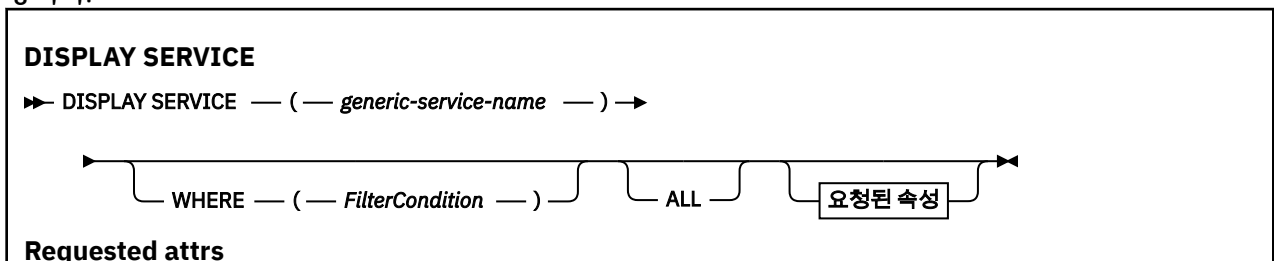 DISPLAY SERVICE
DISPLAY SERVICE ( generic-service-name )
WHERE ( FilterCondition ) ALL 요청된 속성
Requested attrs